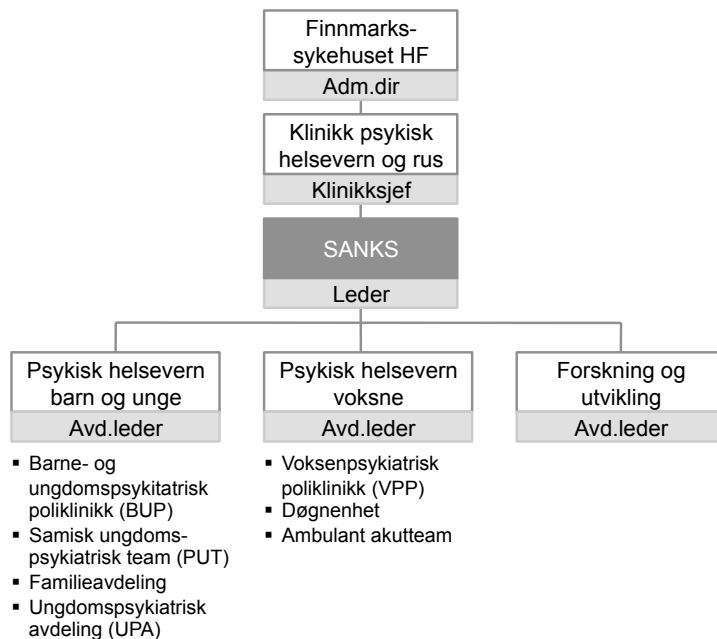 Finnmarks-
sykehuset HF
Adm.dir
Klinikk psykisk
helsevern og rus
Klinikksjef
SANKS
Leder
Psykisk helsevern
barn og unge
Avd.leder
▪ Barne- og
ungdomspsykitatrisk
poliklinikk (BUP)
▪ Samisk ungdoms-
psykiatrisk team (PUT)
▪ Familieavdeling
▪ Ungdomspsykiatrisk
avdeling (UPA)
Psykisk helsevern
voksne
Avd.leder
▪ Voksenpsykiatrisk
poliklinikk (VPP)
▪ Døgnenhet
▪ Ambulant akutteam
Forskning og
utvikling
Avd.leder